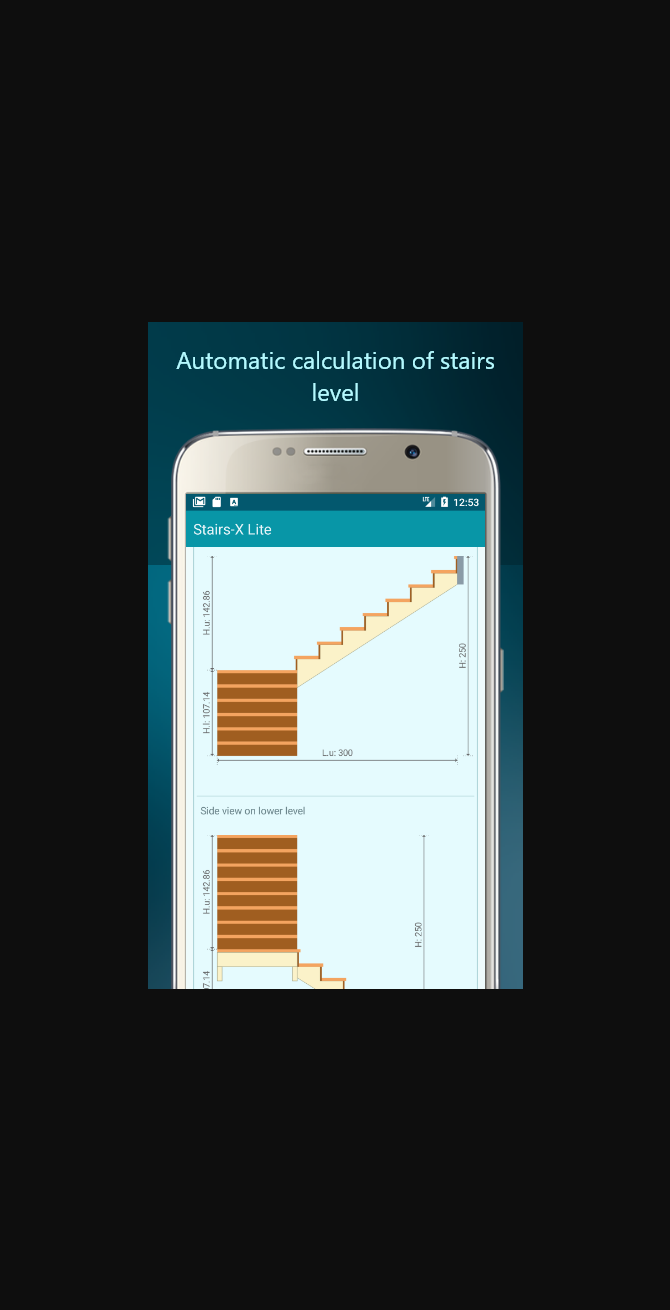 Automatic calculation of stairs
level
LTE
12:53
Stairs-X Lite
H.u: 142.86
H: 250
H.l: 107.14
L.u: 300
Side view on lower level
H.u: 142.86
H: 250
07.14